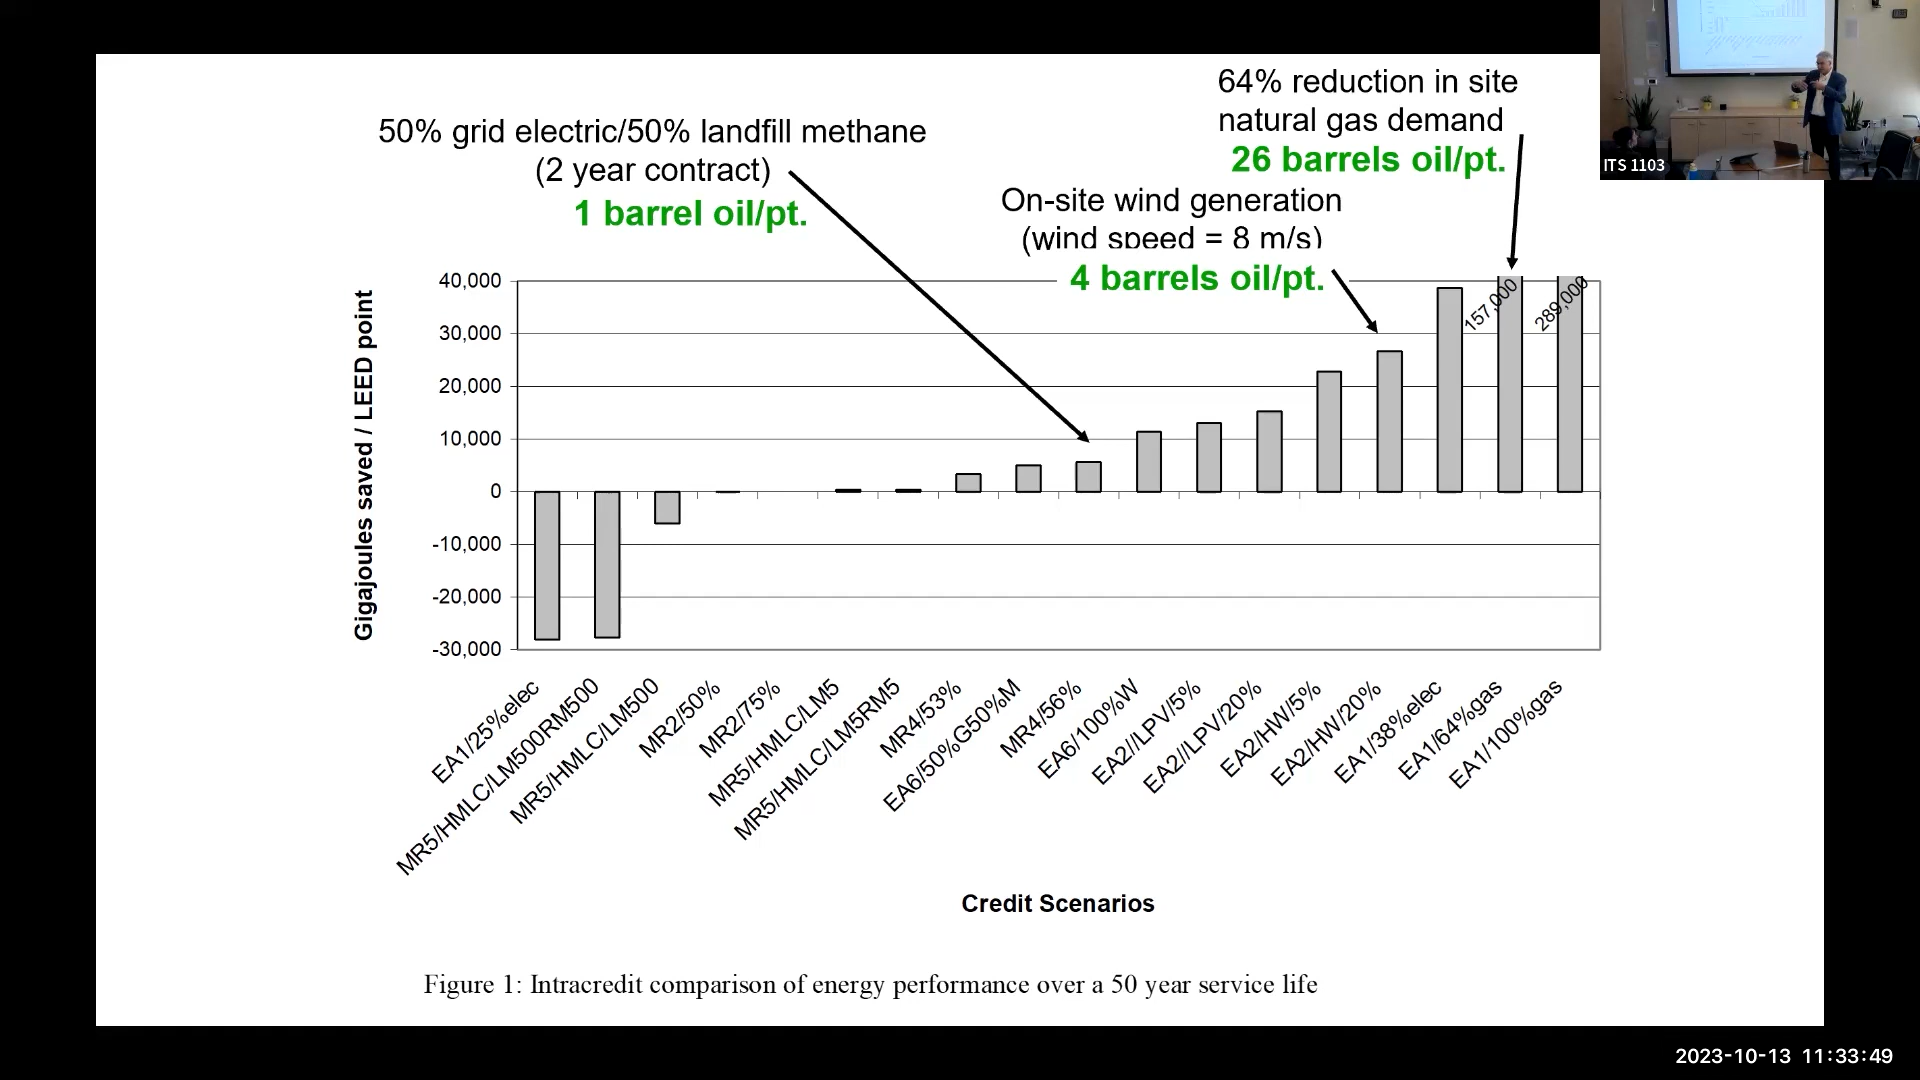 50% grid electric/50% landfill methane
(2 year contract)
1 barrel oil/pt.
64% reduction in site
natural gas demand
26 barrels oil/pt.
On-site wind generation
(wind speed = 8 m/s)
4 barrels oil/pt.
ITS 1103
Gigajoules saved / LEED point
40,000
30,000
20,000
10,000
0
-10,000
-20,000
-30,000
157,000
289,000
EA1/25%elec
MR5/HMLC/LM500RM500
MR5/HMLC/LM500
MR2/50%
MR2/75%
MR5/HMLC/LM5
MR5/HMLC/LM5RM5
MR4/53%
EA6/50%G50%M
MR4/56%
EA6/100%W
EA2//LPV/5%
EA2//LPV/20%
EA2/HW/5%
EA2/HW/20%
EA1/38%elec
EA1/64%gas
EA1/100%gas
Credit Scenarios
Figure 1: Intracredit comparison of energy performance over a 50 year service life
2023-10-13 11:33:49